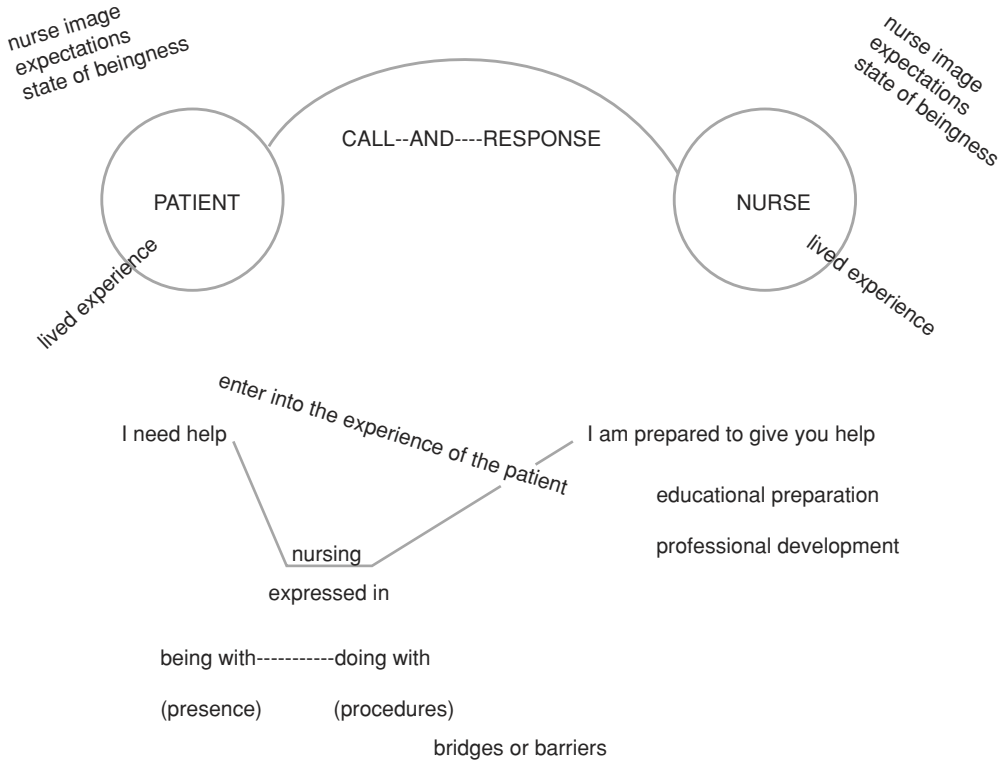 nurse image
expectations
state of beingness
nurse image
expectations
state of beingness
CALL--AND----RESPONSE
PATIENT
NURSE
lived experience
lived experience
enter into the experience of the patient
I need help
I am prepared to give you help
educational preparation
professional development
nursing
expressed in
being with-----------doing with
(presence) (procedures)
bridges or barriers